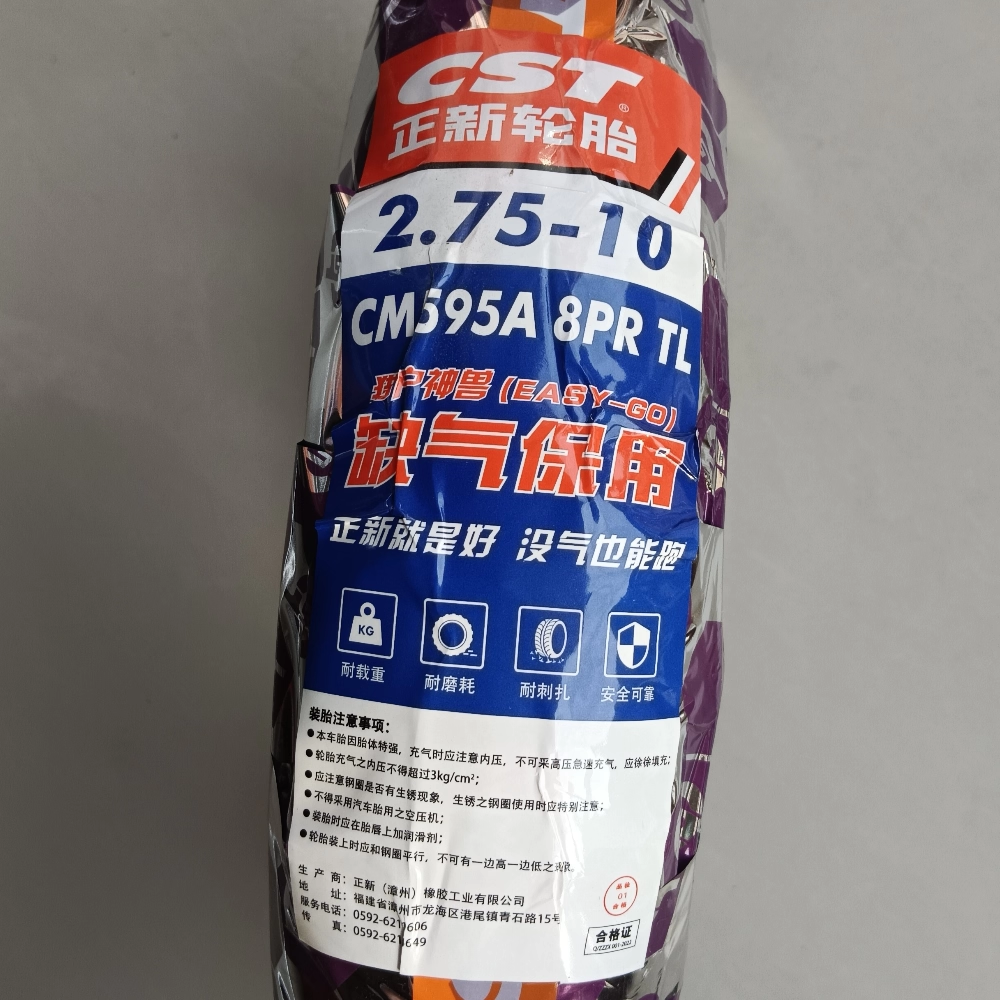 CST®
正新轮胎
2.75-10
CM595A 8PR TL
护神兽(EASY-GO)
缺气保用
正新就是好 没气也能跑
KG
耐载重
耐磨耗
耐刺扎
安全可靠
装胎注意事项：
●本车胎因胎体特强，充气时应注意内压，不可采高压急速充气，应徐徐填充；
●轮胎充气之内压不得超过3kg/cm²；
●应注意钢圈是否有生锈现象，生锈之钢圈使用时应特别注意；
●不得采用汽车胎用之空压机；
●装胎时应在胎唇上加润滑剂；
●轮胎装上时应和钢圈平行，不可有一边高一边低之现象。
生产商：正新（漳州）橡胶工业有限公司
地址：福建省漳州市龙海区港尾镇青石路15号
服务电话：0592-6211606
传真：0592-6211649
品检
01
合格
合格证